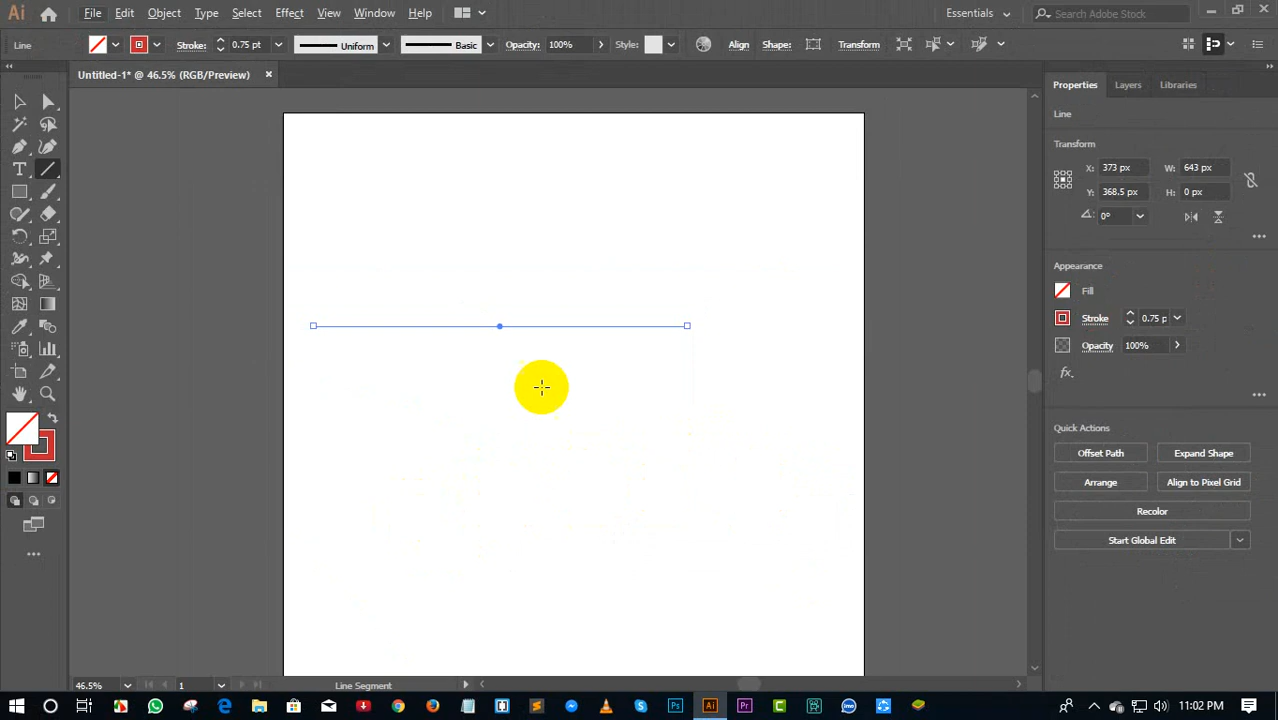 Ai File Edit Object Type Select Effect View Window Help Essentials Search Adobe Stock
Line Stroke: 0.75 pt Uniform Basic Opacity: 100% Style: Align Shape: Transform
Untitled-1* @ 46.5% (RGB/Preview)
Properties Layers Libraries
Line
Transform
X: 373 px W: 643 px
Y: 368.5 px H: 0 px
0°
Appearance
Fill
Stroke 0.75 p
Opacity 100%
fx.
Quick Actions
Offset Path Expand Shape
Arrange Align to Pixel Grid
Recolor
Start Global Edit
46.5% 1 Line Segment
Ps Ai Pr 11:02 PM